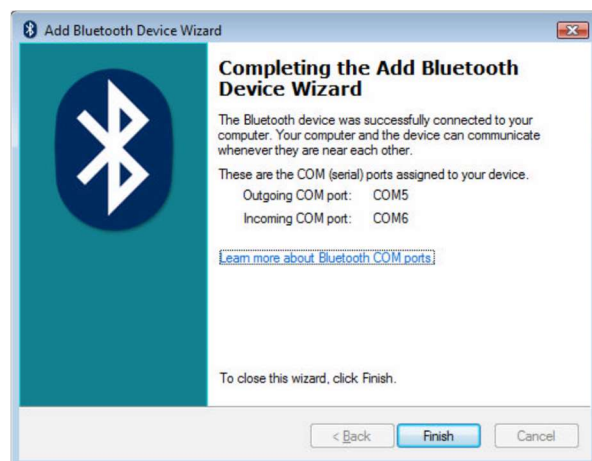 Add Bluetooth Device Wizard
Completing the Add Bluetooth
Device Wizard
The Bluetooth device was successfully connected to your
computer. Your computer and the device can communicate
whenever they are near each other.
These are the COM (serial) ports assigned to your device.
Outgoing COM port: COM5
Incoming COM port: COM6
Learn more about Bluetooth COM ports.
To close this wizard, click Finish.
< Back Finish Cancel